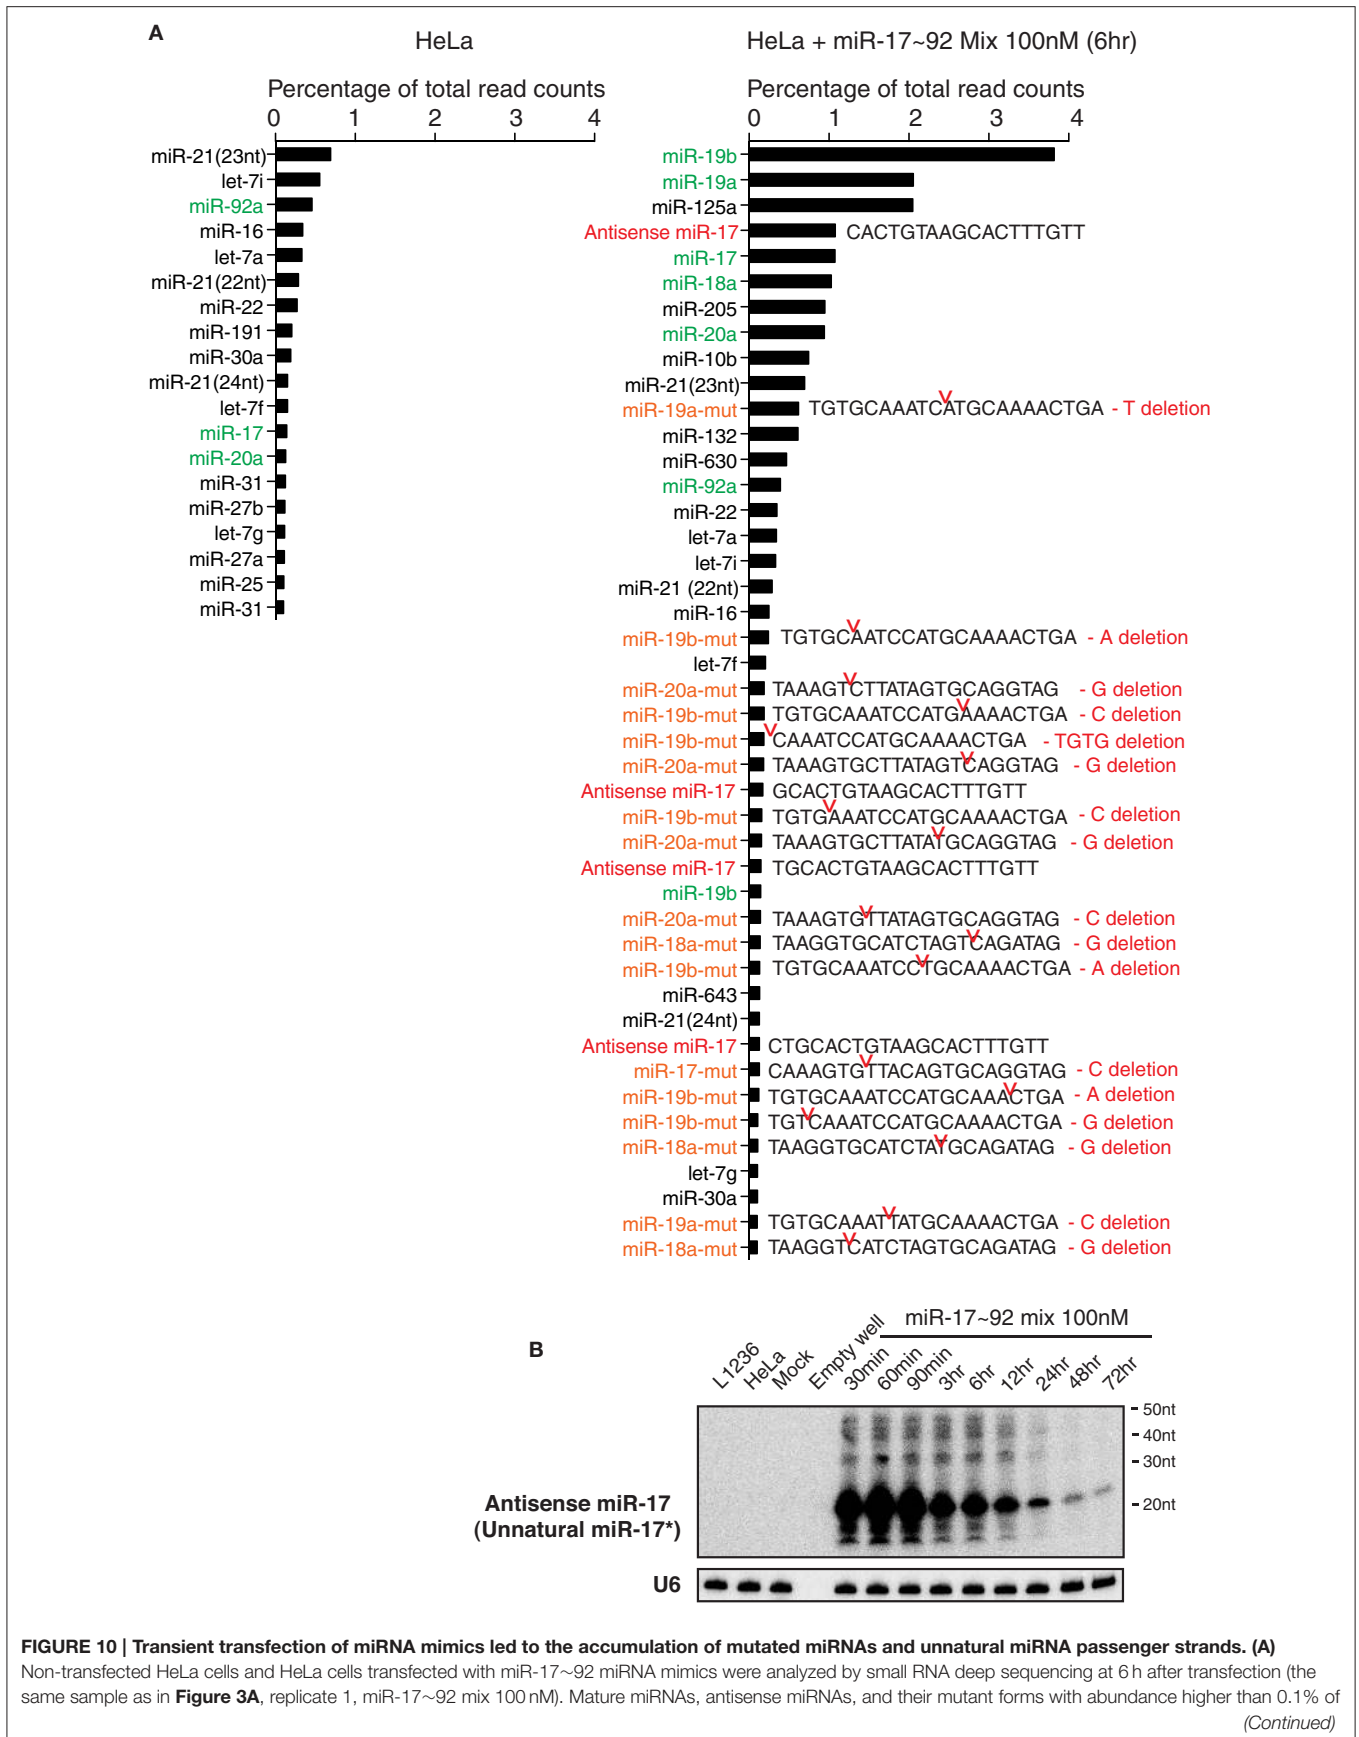 A
HeLa
Percentage of total read counts
0 1 2 3 4
miR-21(23nt)
let-7i
miR-92a
miR-16
let-7a
miR-21(22nt)
miR-22
miR-191
miR-30a
miR-21(24nt)
let-7f
miR-17
miR-20a
miR-31
miR-27b
let-7g
miR-27a
miR-25
miR-31
HeLa + miR-17~92 Mix 100nM (6hr)
Percentage of total read counts
0 1 2 3 4
miR-19b
miR-19a
miR-125a
Antisense miR-17 CACTGTAAGCACTTTGTT
miR-17
miR-18a
miR-205
miR-20a
miR-10b
miR-21(23nt)
miR-19a-mut TGTGCAAATCATGCAAAACTGA - T deletion
miR-132
miR-630
miR-92a
miR-22
let-7a
let-7i
miR-21 (22nt)
miR-16
miR-19b-mut TGTGCAATCCATGCAAAACTGA - A deletion
let-7f
miR-20a-mut TAAAGTCTTATAGTGCAGGTAG - G deletion
miR-19b-mut TGTGCAAATCCATGAAAACTGA - C deletion
miR-19b-mut CAAATCCATGCAAAACTGA - TGTG deletion
miR-20a-mut TAAAGTGCTTATAGTCAGGTAG - G deletion
Antisense miR-17 GCACTGTAAGCACTTTGTT
miR-19b-mut TGTGAAATCCATGCAAAACTGA - C deletion
miR-20a-mut TAAAGTGCTTATATGCAGGTAG - G deletion
Antisense miR-17 TGCACTGTAAGCACTTTGTT
miR-19b
miR-20a-mut TAAAGTGTTATAGTGCAGGTAG - C deletion
miR-18a-mut TAAGGTGCATCTAGTCAGATAG - G deletion
miR-19b-mut TGTGCAAATCCTGCAAAACTGA - A deletion
miR-643
miR-21(24nt)
Antisense miR-17 CTGCACTGTAAGCACTTTGTT
miR-17-mut CAAAGTGTTACAGTGCAGGTAG - C deletion
miR-19b-mut TGTGCAAATCCATGCAAACTGA - A deletion
miR-19b-mut TGTCAAATCCATGCAAAACTGA - G deletion
miR-18a-mut TAAGGTGCATCTATGCAGATAG - G deletion
let-7g
miR-30a
miR-19a-mut TGTGCAAATTATGCAAAACTGA - C deletion
miR-18a-mut TAAGGTCATCTAGTGCAGATAG - G deletion
B
miR-17~92 mix 100nM
L1236 HeLa Mock Empty well 30min 60min 90min 3hr 6hr 12hr 24hr 48hr 72hr
50nt
40nt
30nt
20nt
Antisense miR-17
(Unnatural miR-17*)
U6
FIGURE 10 | Transient transfection of miRNA mimics led to the accumulation of mutated miRNAs and unnatural miRNA passenger strands. (A)
Non-transfected HeLa cells and HeLa cells transfected with miR-17~92 miRNA mimics were analyzed by small RNA deep sequencing at 6 h after transfection (the
same sample as in Figure 3A, replicate 1, miR-17~92 mix 100 nM). Mature miRNAs, antisense miRNAs, and their mutant forms with abundance higher than 0.1% of
(Continued)